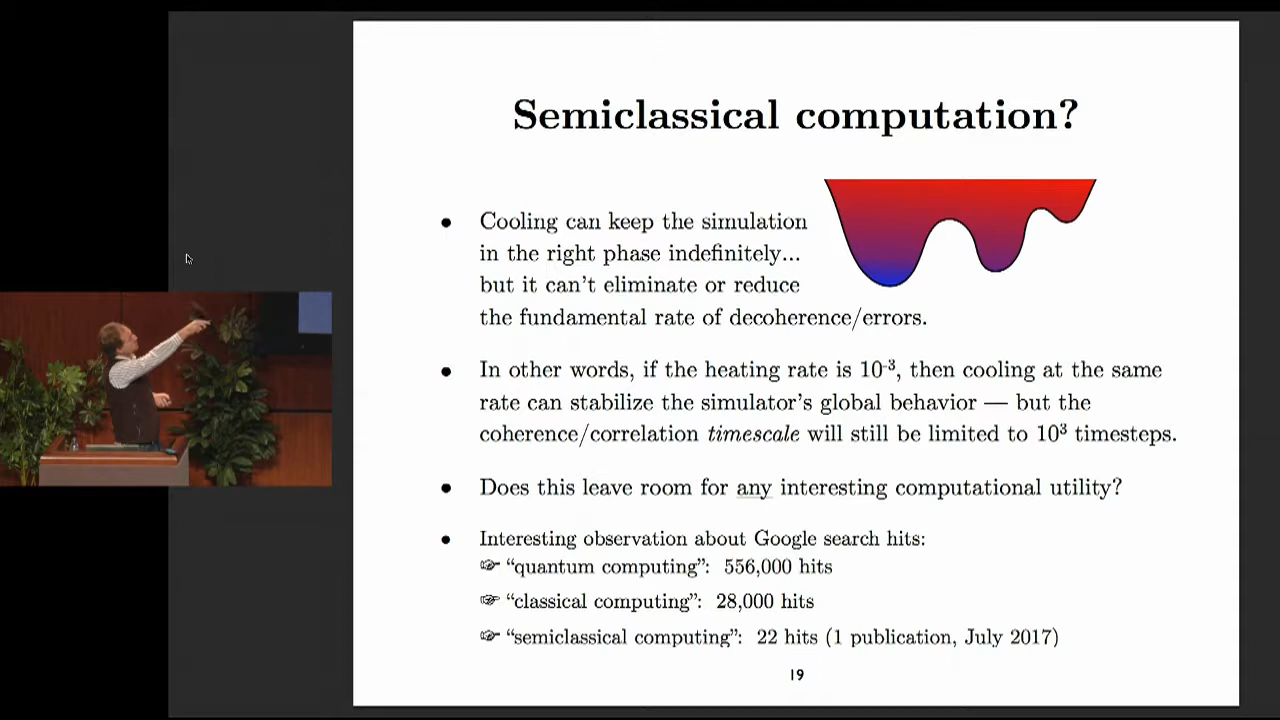 Semiclassical computation?
• Cooling can keep the simulation
in the right phase indefinitely...
but it can't eliminate or reduce
the fundamental rate of decoherence/errors.
• In other words, if the heating rate is 10⁻³, then cooling at the same
rate can stabilize the simulator's global behavior — but the
coherence/correlation timescale will still be limited to 10³ timesteps.
• Does this leave room for any interesting computational utility?
• Interesting observation about Google search hits:
☞ “quantum computing”: 556,000 hits
☞ “classical computing”: 28,000 hits
☞ “semiclassical computing”: 22 hits (1 publication, July 2017)
19